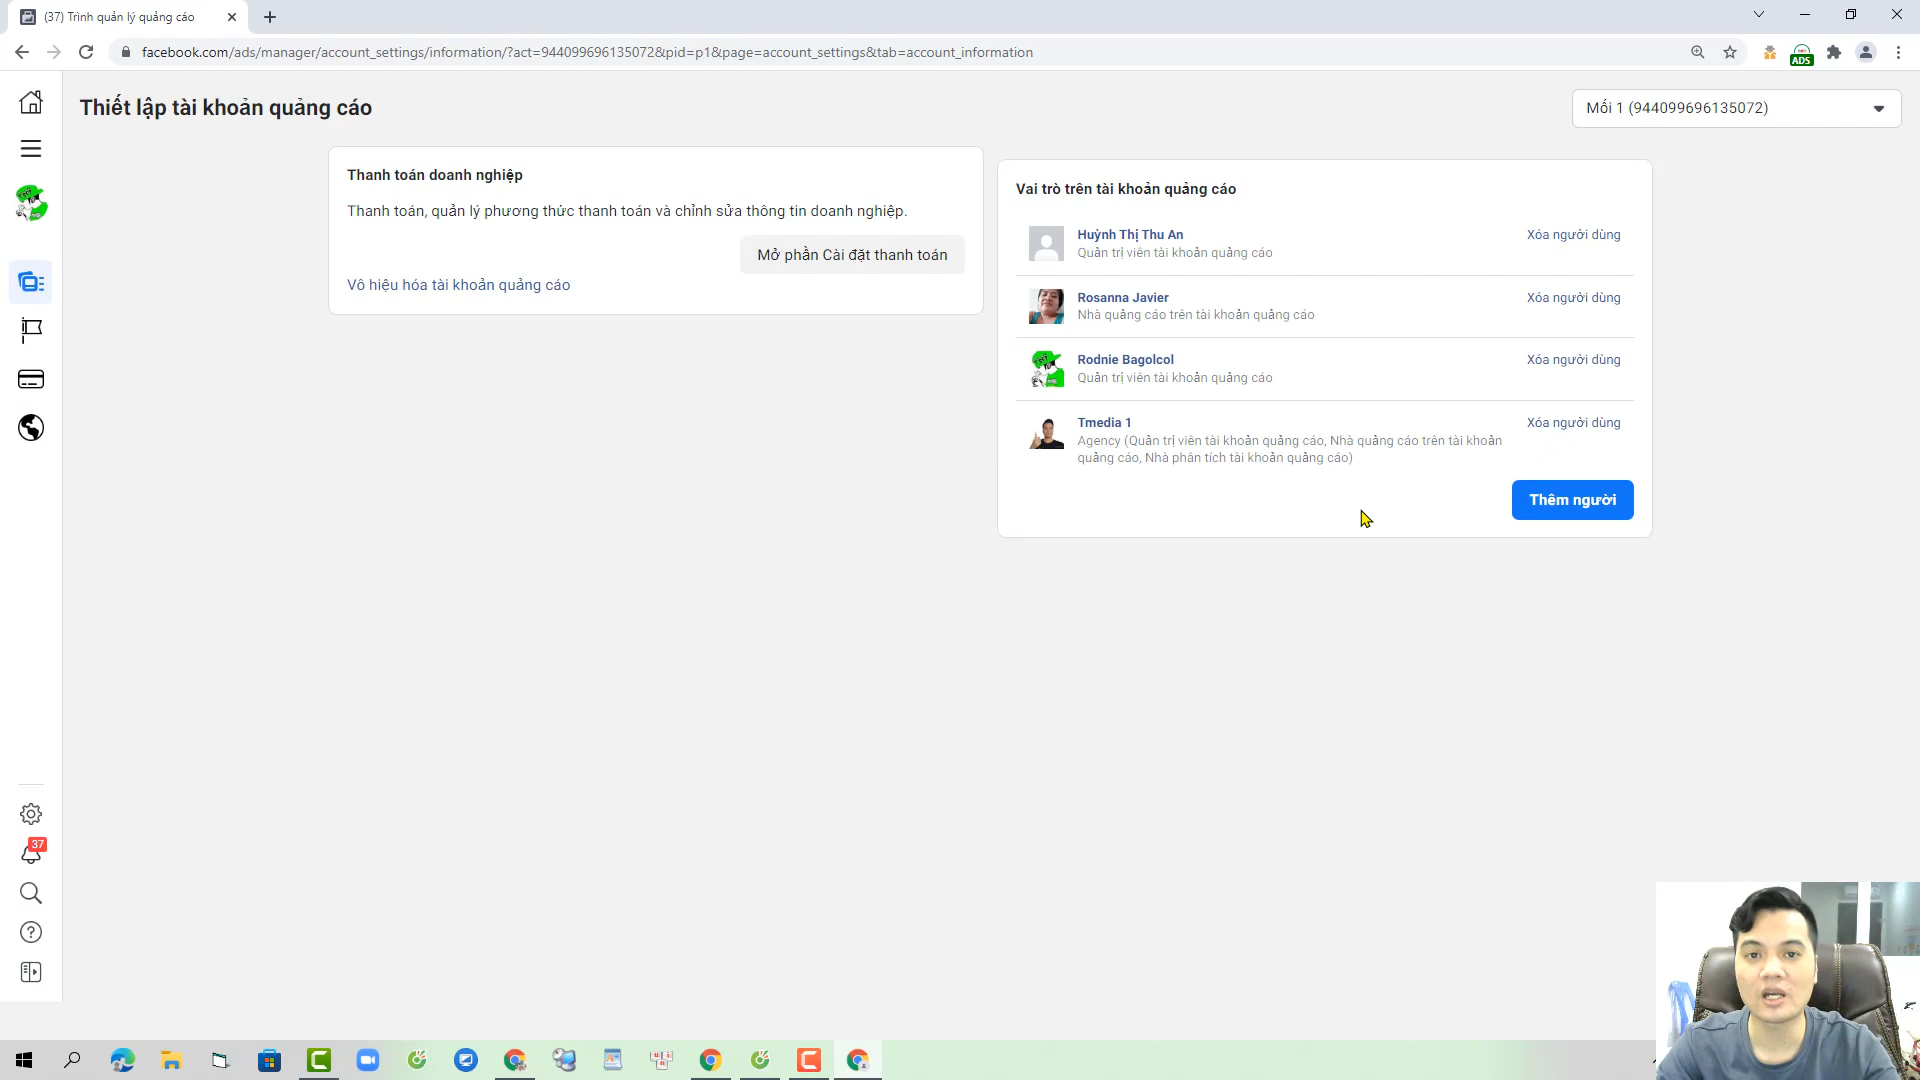 (37) Trình quản lý quảng cáo
facebook.com/ads/manager/account_settings/information/?act=944099696135072&pid=p1&page=account_settings&tab=account_information
ADS
Thiết lập tài khoản quảng cáo
Mối 1 (944099696135072)
Thanh toán doanh nghiệp
Thanh toán, quản lý phương thức thanh toán và chỉnh sửa thông tin doanh nghiệp.
Mở phần Cài đặt thanh toán
Vô hiệu hóa tài khoản quảng cáo
Vai trò trên tài khoản quảng cáo
Huỳnh Thị Thu An
Xóa người dùng
Quản trị viên tài khoản quảng cáo
Rosanna Javier
Xóa người dùng
Nhà quảng cáo trên tài khoản quảng cáo
Rodnie Bagolcol
Xóa người dùng
Quản trị viên tài khoản quảng cáo
Tmedia 1
Xóa người dùng
Agency (Quản trị viên tài khoản quảng cáo, Nhà quảng cáo trên tài khoản
quảng cáo, Nhà phân tích tài khoản quảng cáo)
Thêm người
37